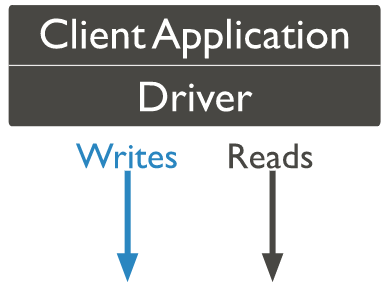 Client Application
Driver
Writes Reads